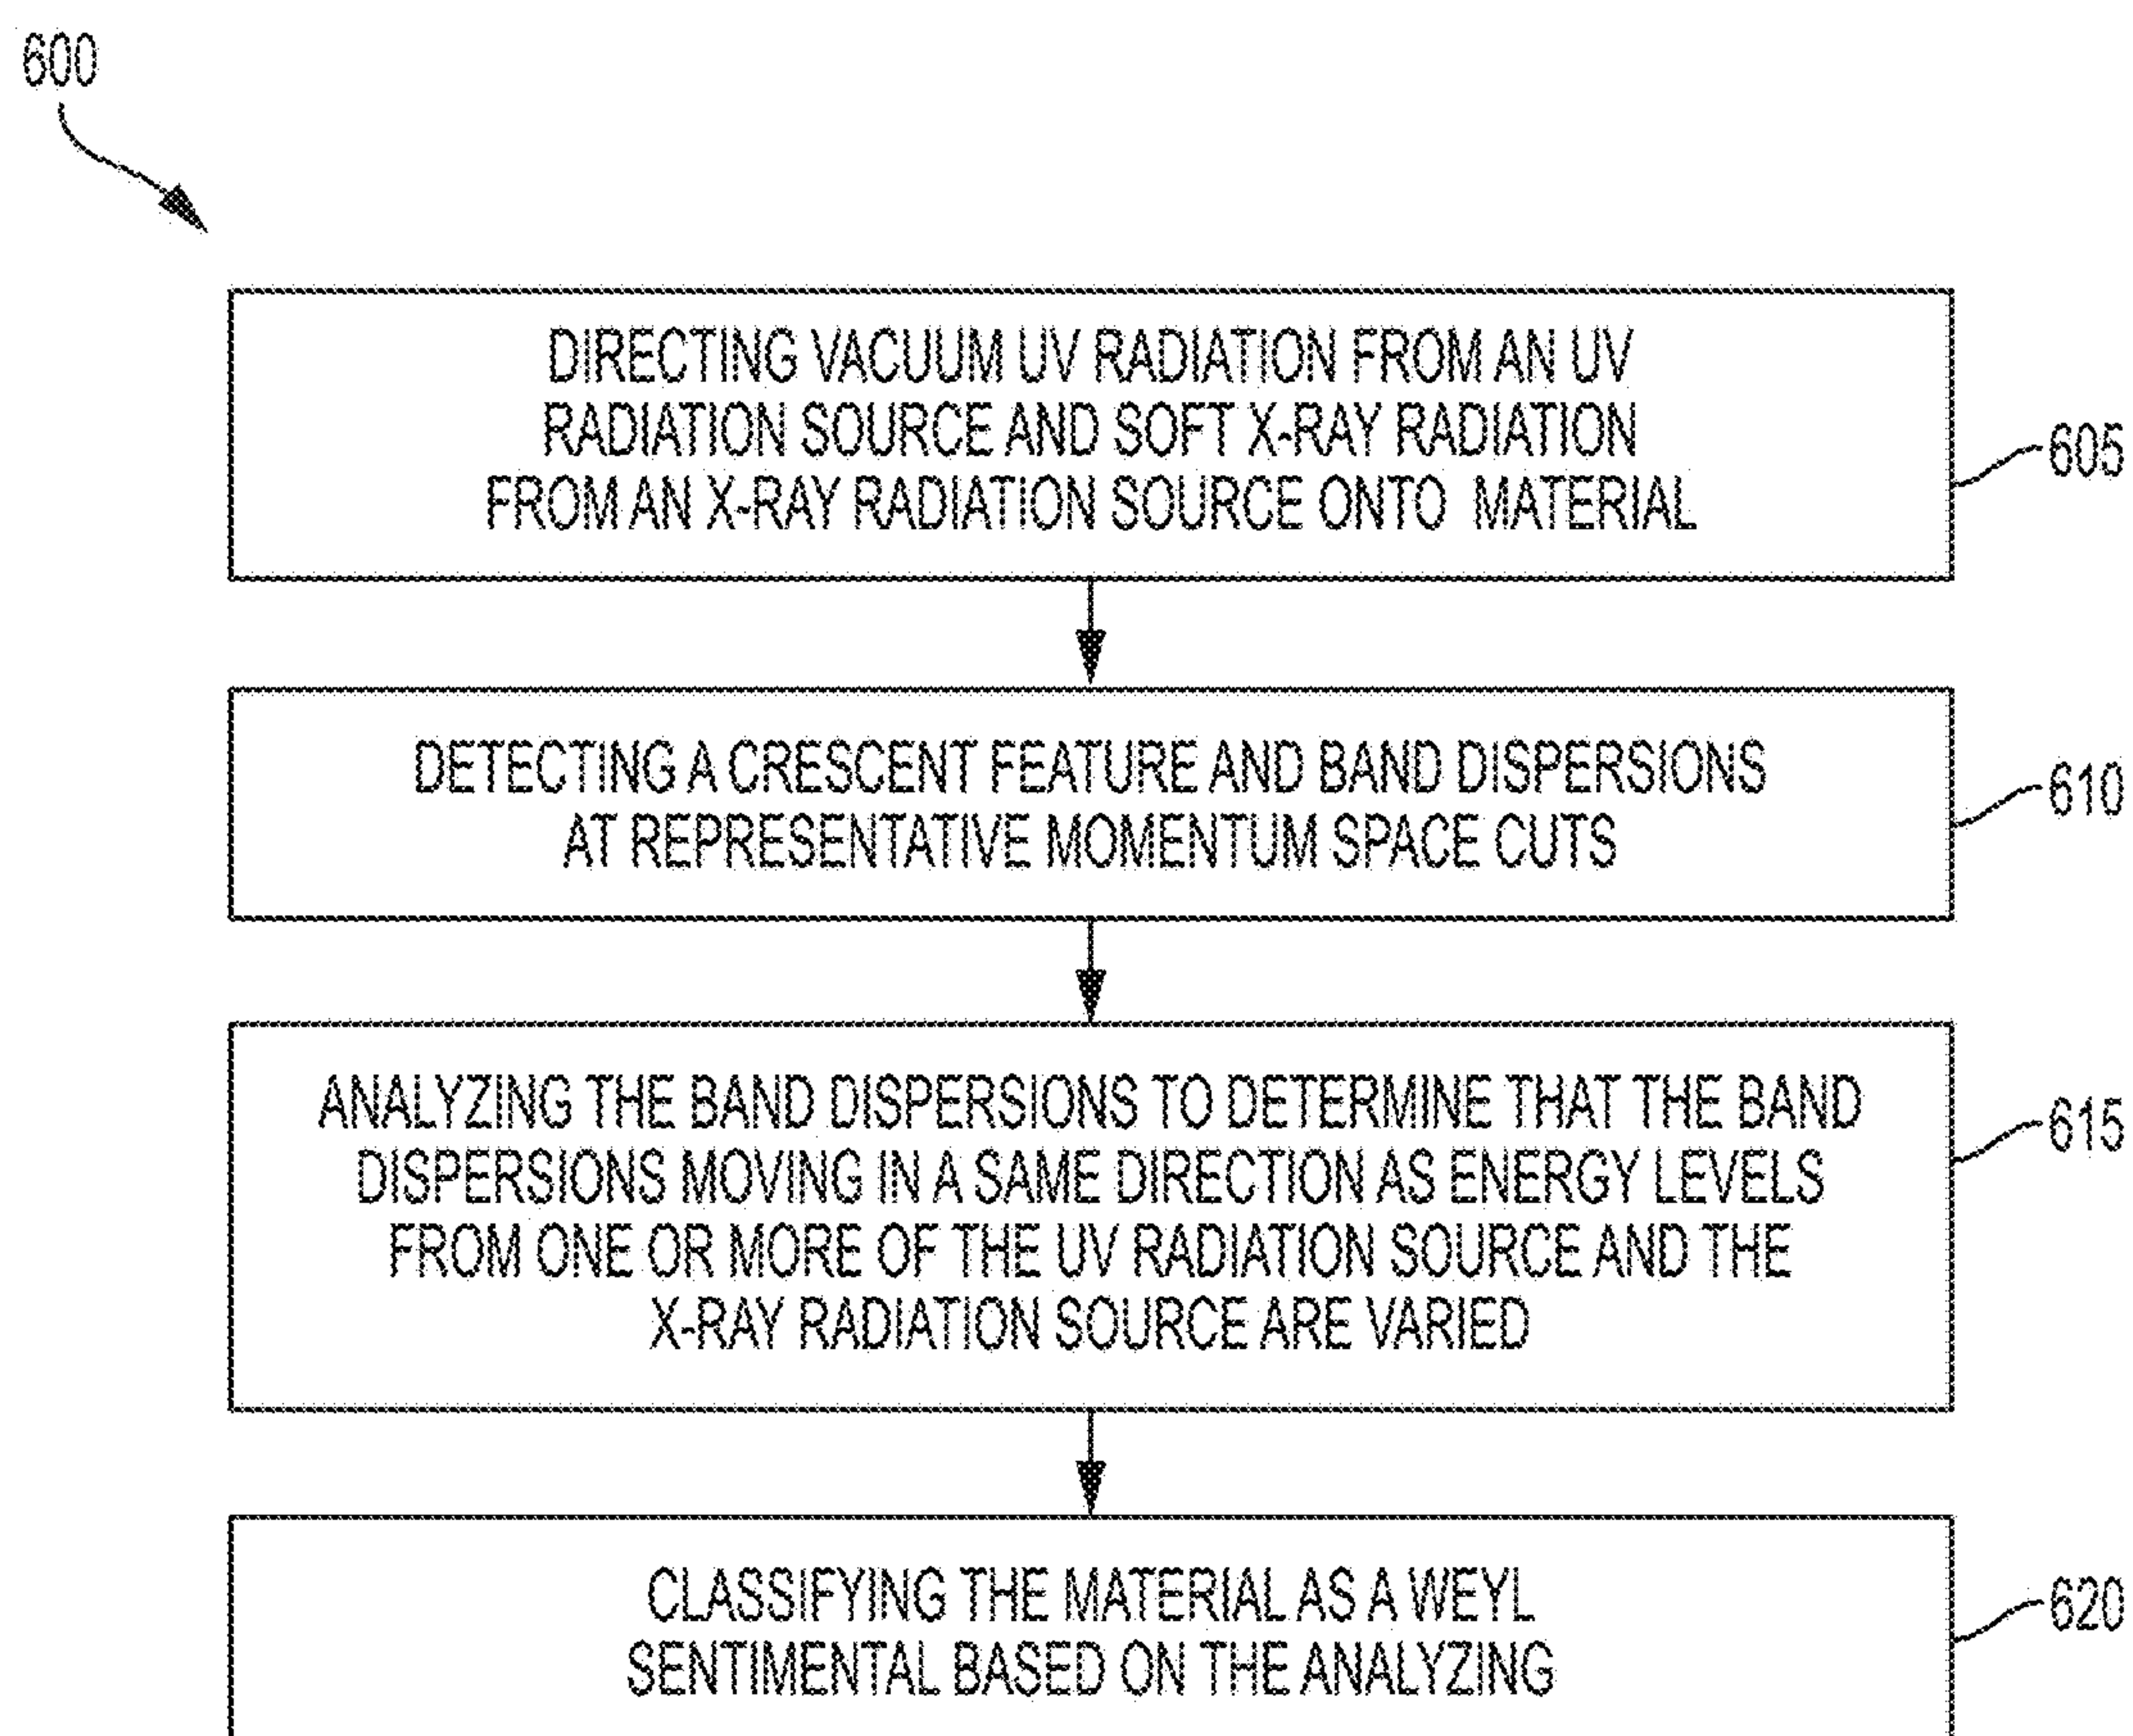 600
DIRECTING VACUUM UV RADIATION FROM AN UV
RADIATION SOURCE AND SOFT X-RAY RADIATION
FROM AN X-RAY RADIATION SOURCE ONTO MATERIAL
605
DETECTING A CRESCENT FEATURE AND BAND DISPERSIONS
AT REPRESENTATIVE MOMENTUM SPACE CUTS
610
ANALYZING THE BAND DISPERSIONS TO DETERMINE THAT THE BAND
DISPERSIONS MOVING IN A SAME DIRECTION AS ENERGY LEVELS
FROM ONE OR MORE OF THE UV RADIATION SOURCE AND THE
X-RAY RADIATION SOURCE ARE VARIED
615
CLASSIFYING THE MATERIAL AS A WEYL
SENTIMENTAL BASED ON THE ANALYZING
620